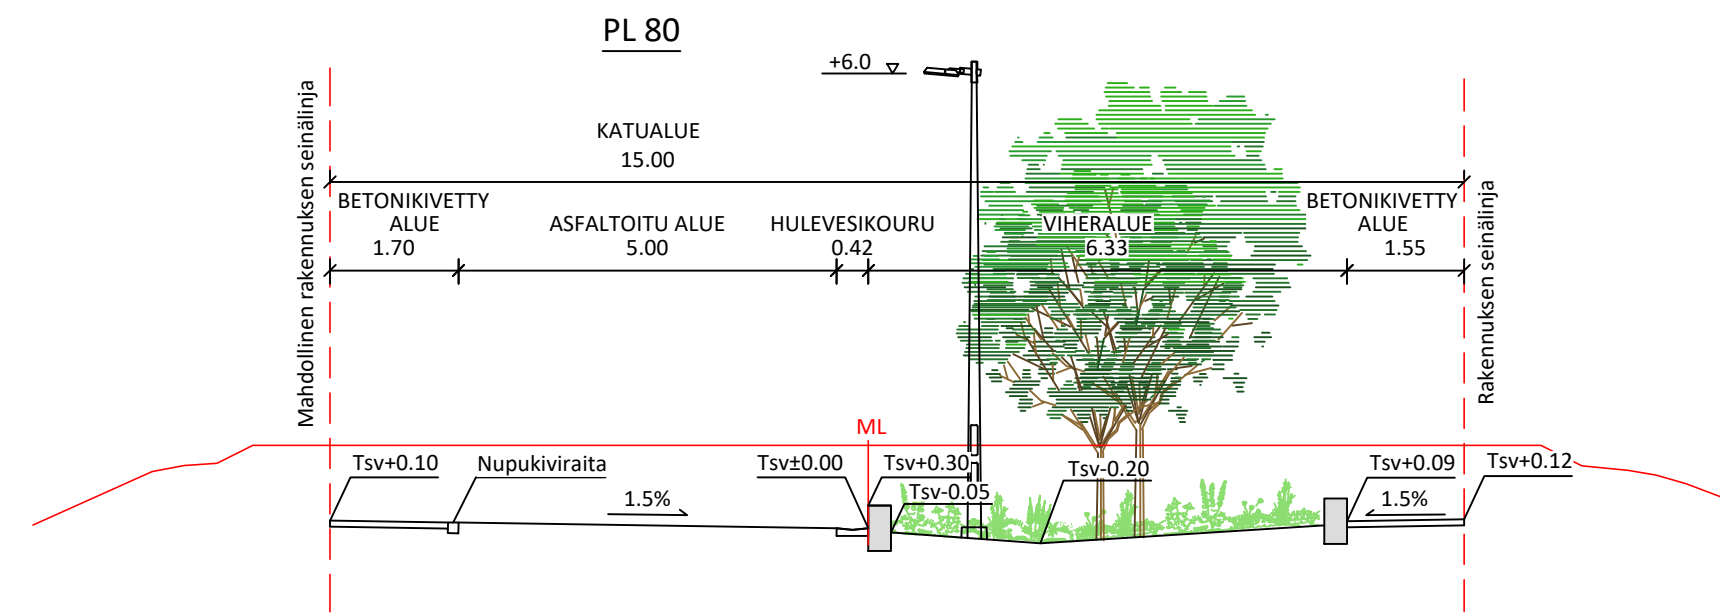 PL 80
+6.0
KATUALUE
15.00
BETONIKIVETTY
ALUE
1.70
ASFALTOITU ALUE
5.00
HULEVESIKOURU
0.42
VIHERALUE
6.33
BETONIKIVETTY
ALUE
1.55
Mahdollinen rakennuksen seinälinja
Rakennuksen seinälinja
ML
Tsv+0.10
Nupukiviraita
Tsv±0.00
Tsv+0.30
Tsv-0.05
Tsv-0.20
Tsv+0.09
Tsv+0.12
1.5%
1.5%